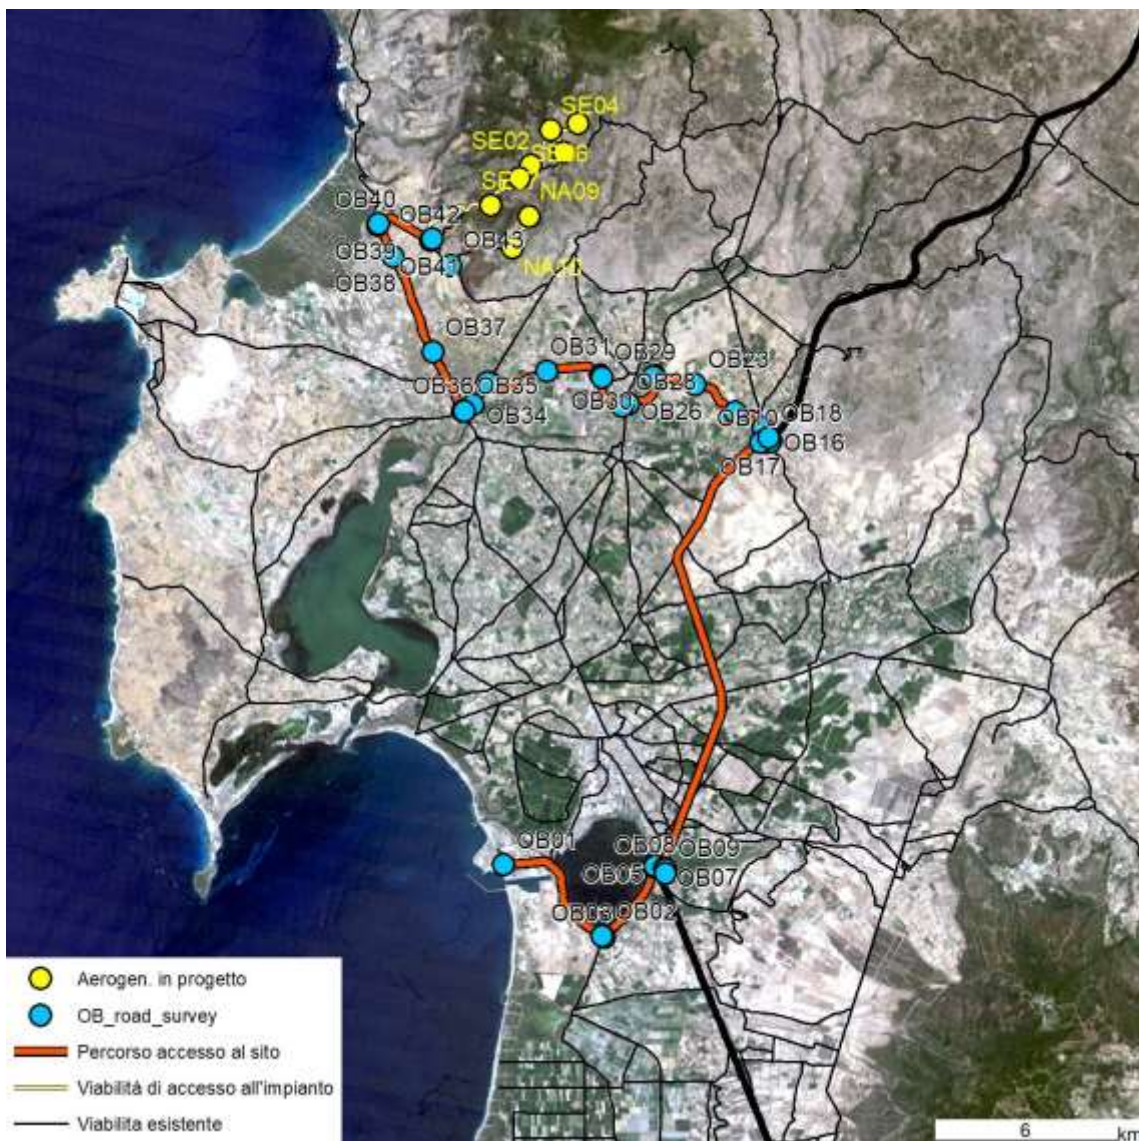 SE04
SE02
NA09
OB40
OB42
OB43
OB39
OB41
NA10
OB38
OB37
OB31
OB29
OB23
OB36
OB35
OB28
OB34
OB30
OB26
OB18
OB16
OB17
OB01
OB08
OB09
OB05
OB07
OB03
OB02
Aerogen. in progetto
OB_road_survey
Percorso accesso al sito
Viabilità di accesso all'impianto
Viabilita esistente
6
km